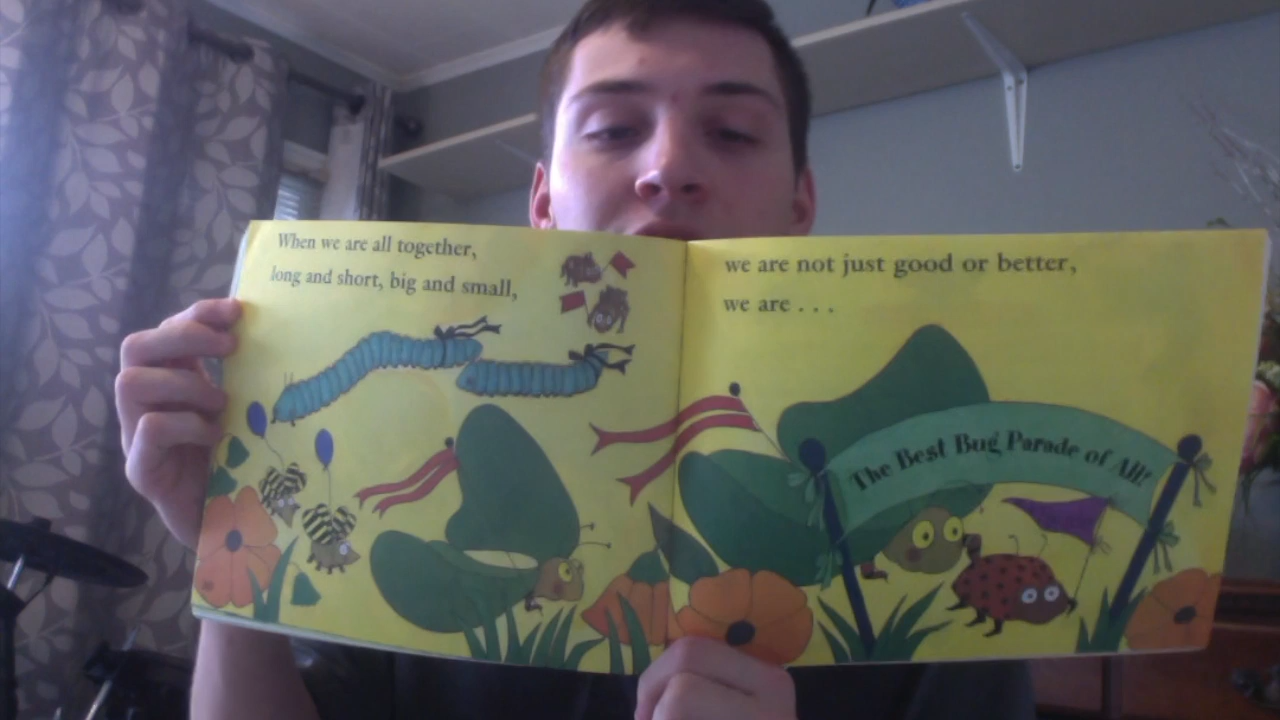 When we are all together,
long and short, big and small,
we are not just good or better,
we are . . .
The Best Bug Parade of All!